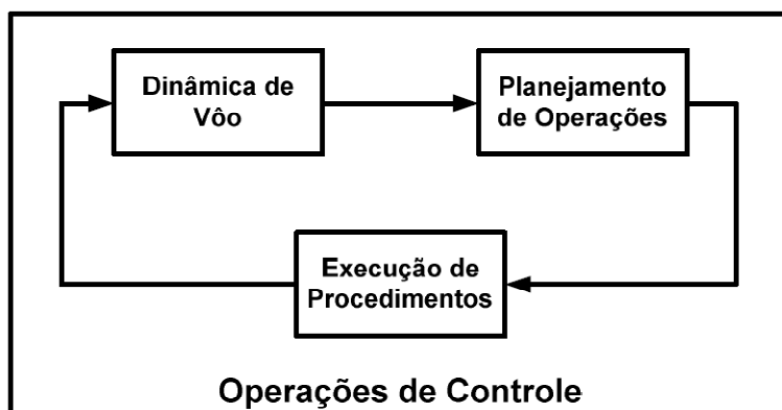 Dinâmica de
Vôo
Planejamento
de Operações
Execução de
Procedimentos
Operações de Controle